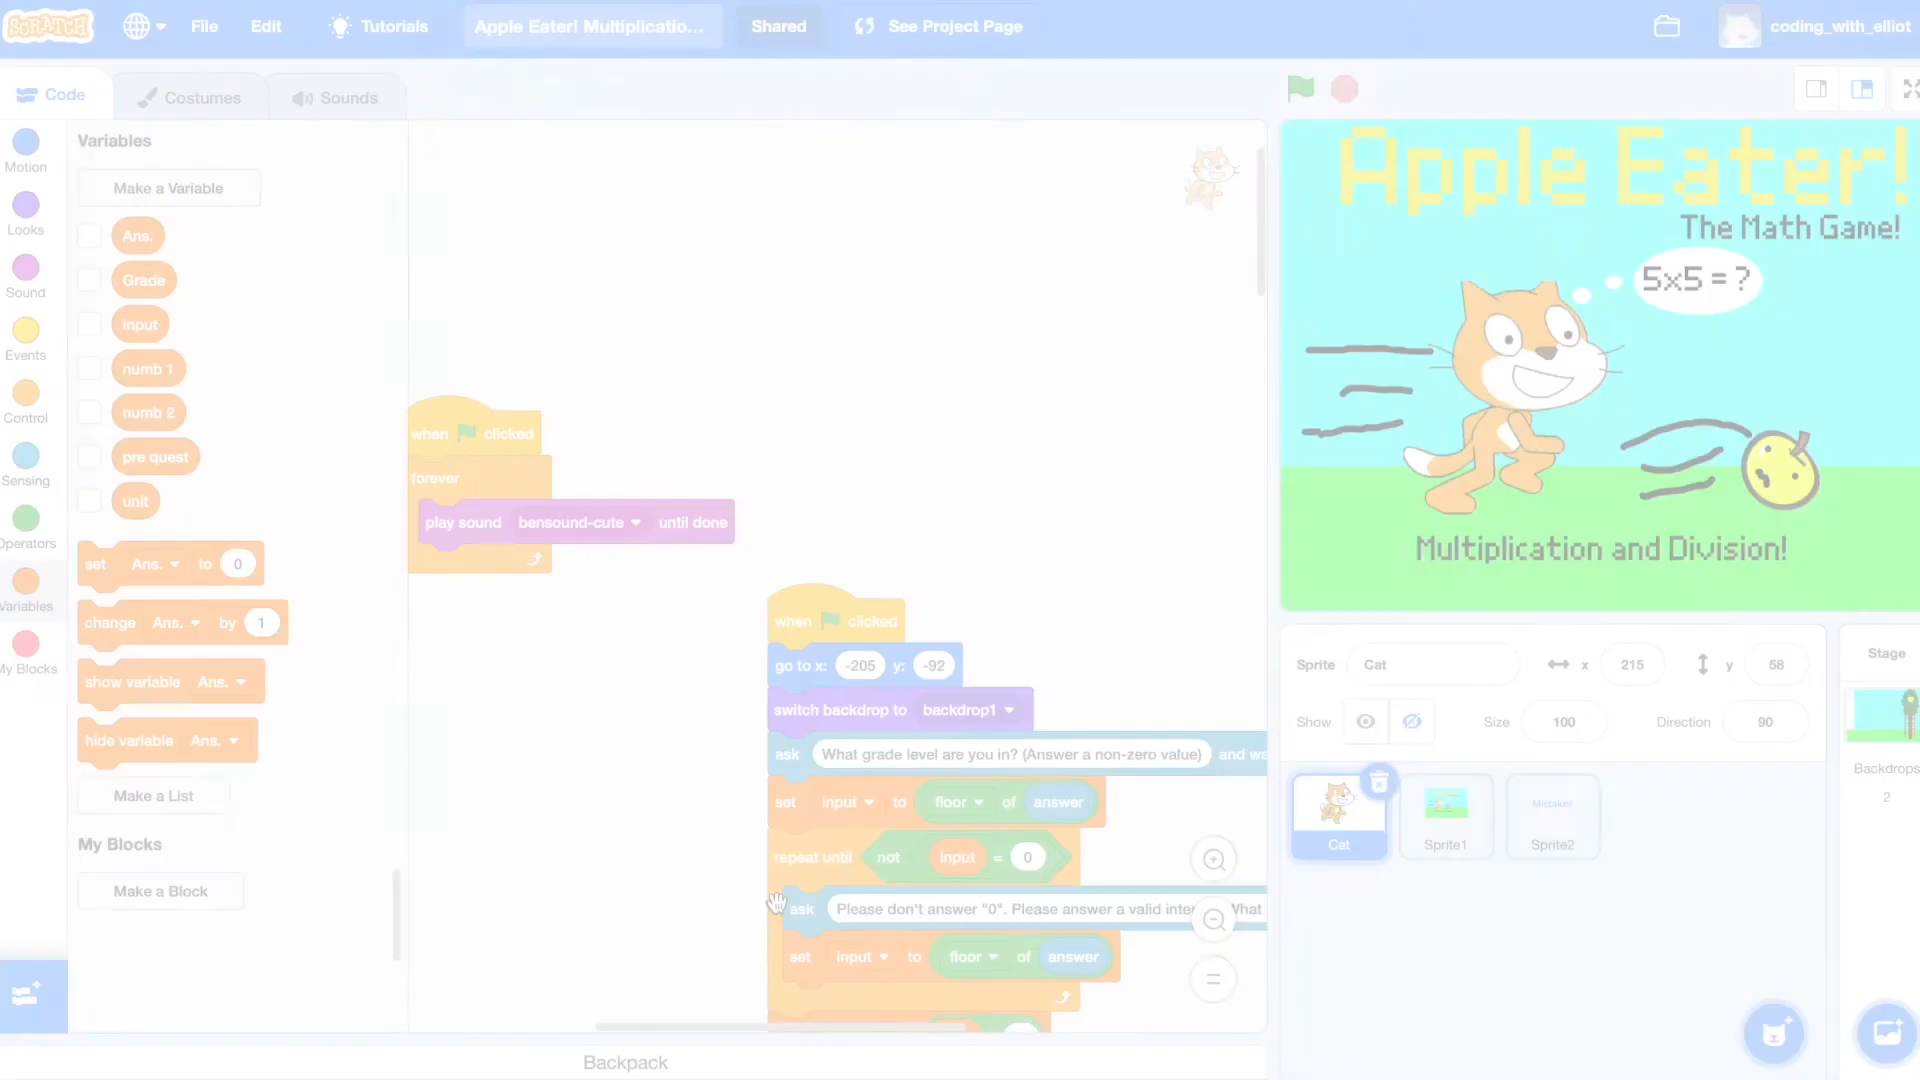 SCRATCH
File
Edit
Tutorials
Apple Eater! Multiplicatio...
Shared
See Project Page
coding_with_elliot
Code
Costumes
Sounds
Motion
Looks
Sound
Events
Control
Sensing
Operators
Variables
My Blocks
Variables
Make a Variable
Ans.
Grade
input
numb 1
numb 2
pre quest
unit
set Ans. to 0
change Ans. by 1
show variable Ans.
hide variable Ans.
Make a List
My Blocks
Make a Block
when clicked
forever
play sound bensound-cute until done
when clicked
go to x: -205 y: -92
switch backdrop to backdrop1
ask What grade level are you in? (Answer a non-zero value) and wa
set input to floor of answer
repeat until not input = 0
ask Please don't answer "0". Please answer a valid inte What
set input to floor of answer
Backpack
Apple Eater!
The Math Game!
5x5 = ?
Multiplication and Division!
Sprite Cat x 215 y 58
Show Size 100 Direction 90
Cat
Sprite1
Mistake!
Sprite2
Stage
Backdrops
2